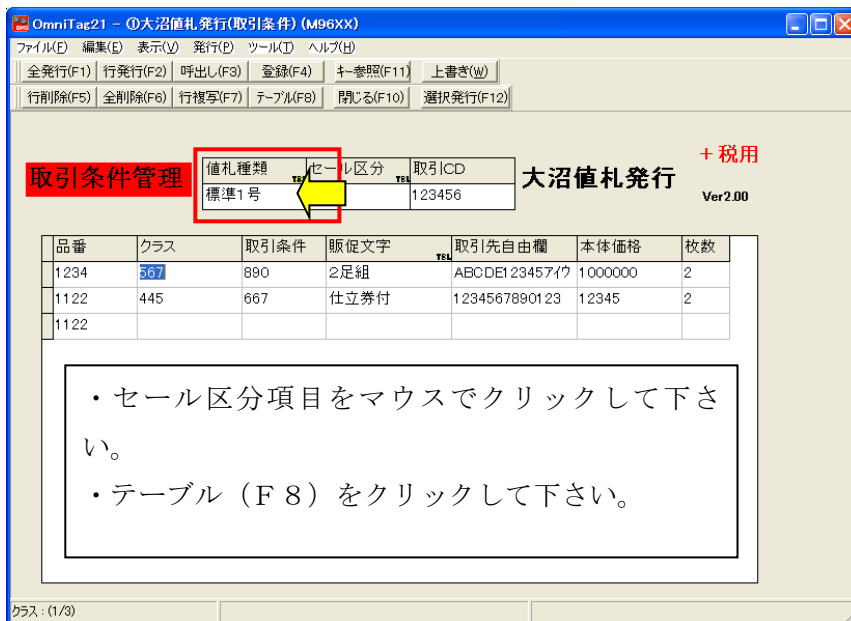 OmniTag21 - ①大沼値札発行(取引条件) (M96XX)
ファイル(F) 編集(E) 表示(V) 発行(P) ツール(T) ヘルプ(H)
全発行(F1) 行発行(F2) 呼出し(F3) 登録(F4) キー参照(F11) 上書き(W)
行削除(F5) 全削除(F6) 行複写(F7) テーブル(F8) 閉じる(F10) 選択発行(F12)
+税用
取引条件管理 値札種類 TBL セール区分 TBL 取引CD 大沼値札発行
標準1号 123456 Ver2.00
品番 クラス 取引条件 販促文字 TBL 取引先自由欄 本体価格 枚数
1234 567 890 2足組 ABCDE123457イウ 1000000 2
1122 445 667 仕立券付 1234567890123 12345 2
1122
・セール区分項目をマウスでクリックして下さ
い。
・テーブル（F8）をクリックして下さい。
クラス : (1/3)